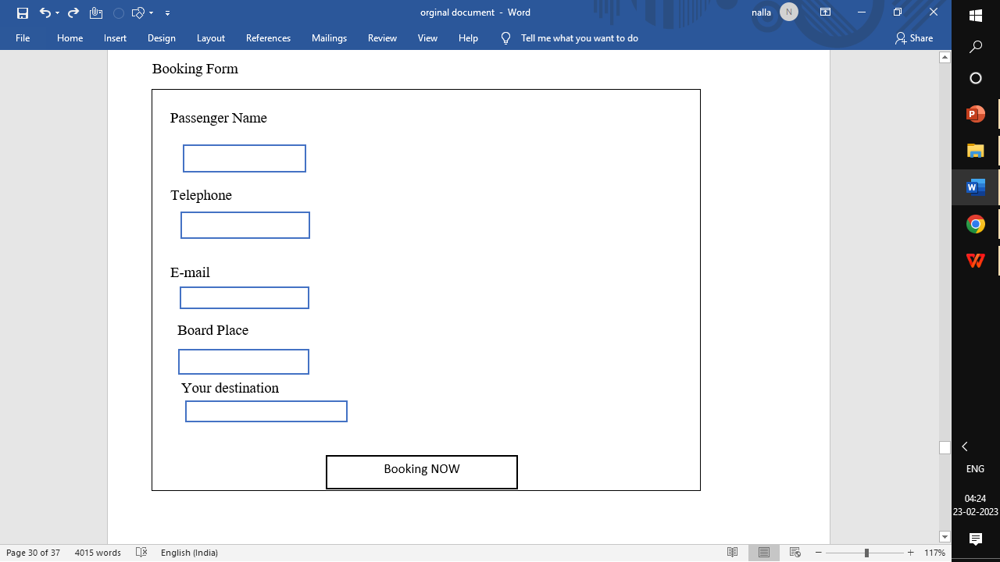 orginal document - Word
nalla
N
File Home Insert Design Layout References Mailings Review View Help Tell me what you want to do Share
Booking Form
Passenger Name
Telephone
E-mail
Board Place
Your destination
Booking NOW
P
W
ENG
04:24
23-02-2023
Page 30 of 37 4015 words English (India) 117%